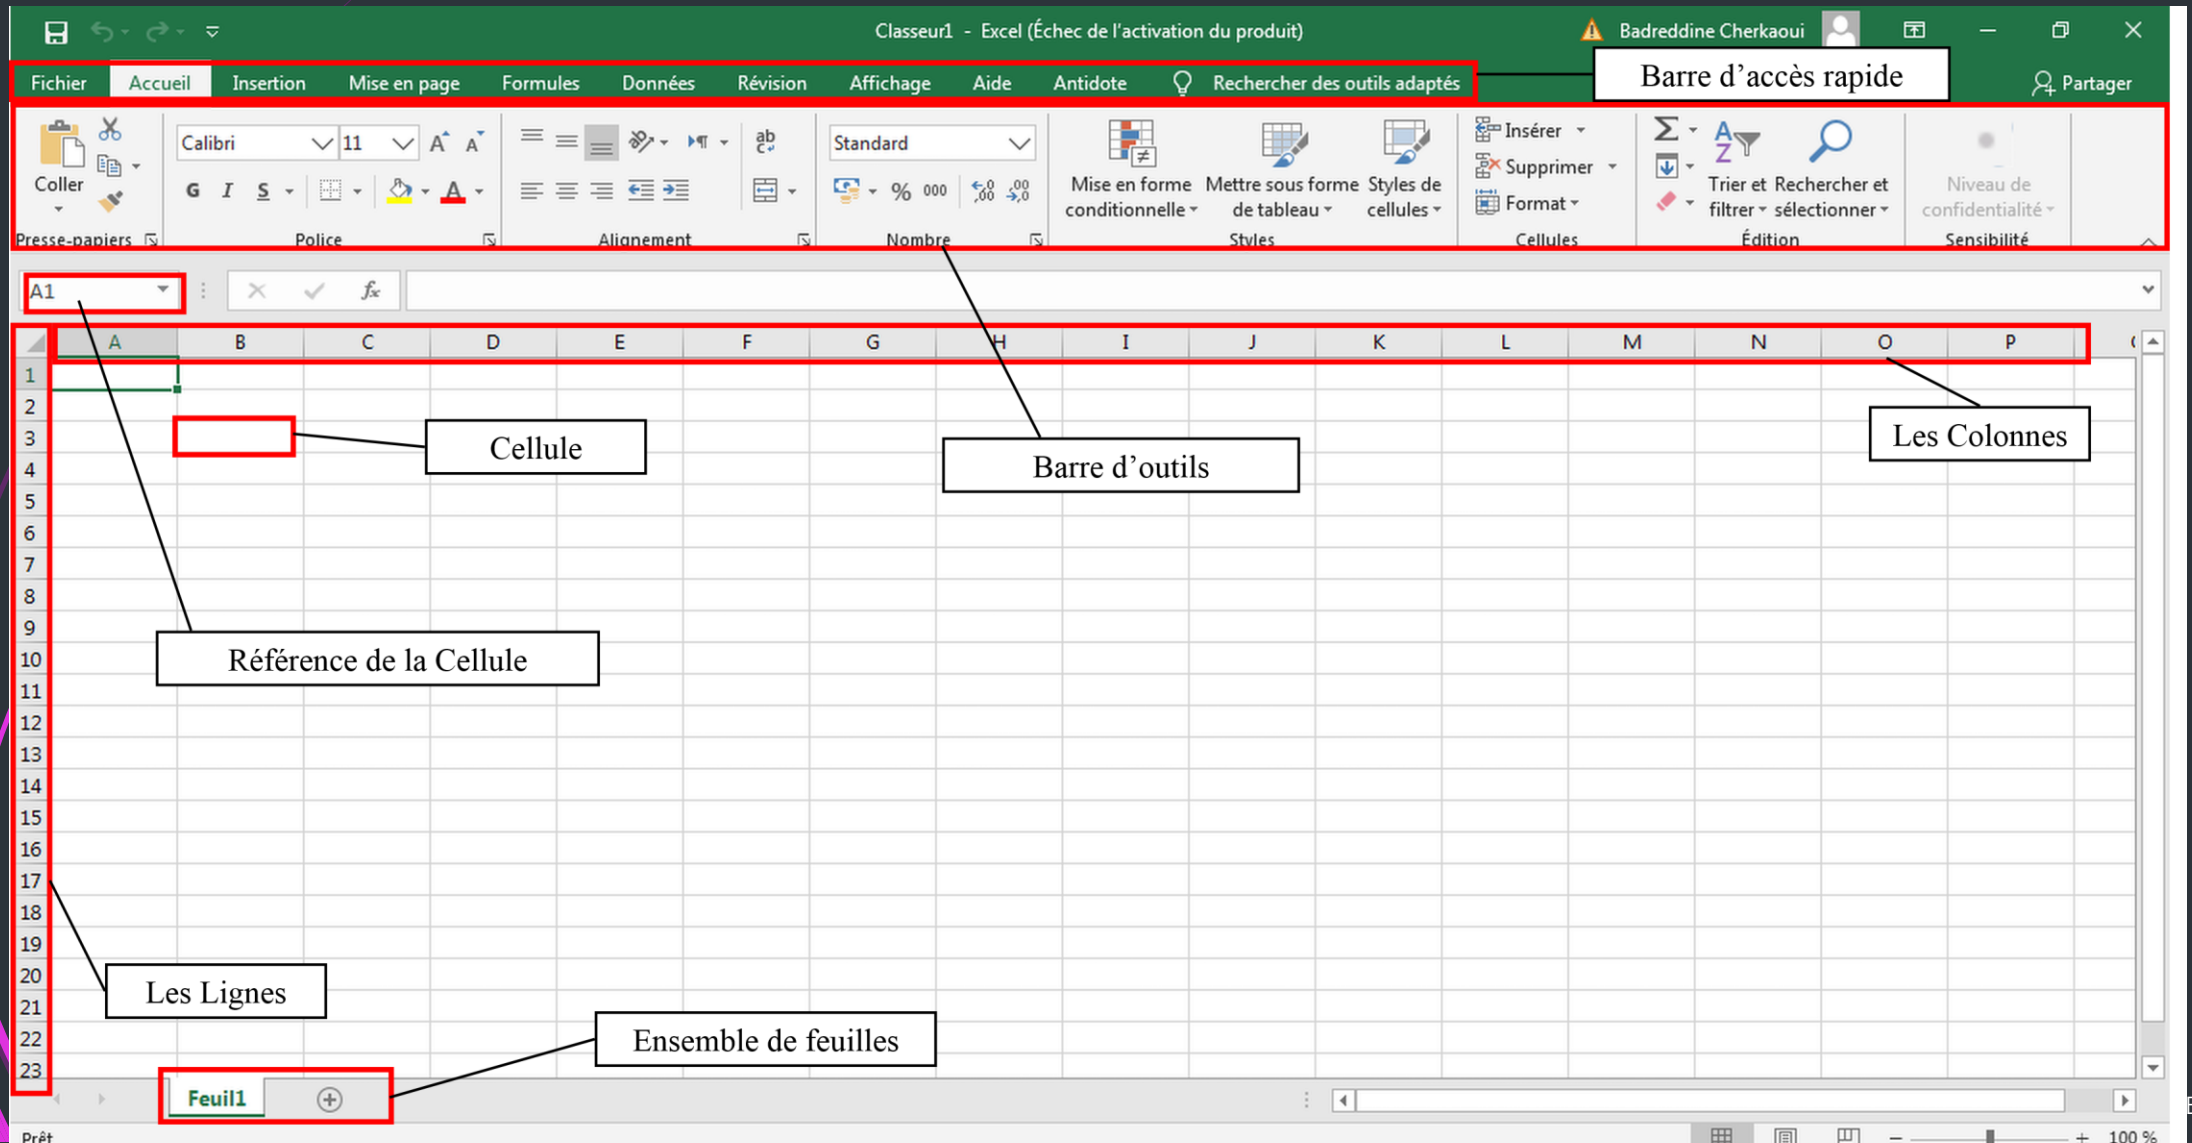 Classeur1 - Excel (Échec de l'activation du produit)
Badreddine Cherkaoui
Fichier Accueil Insertion Mise en page Formules Données Révision Affichage Aide Antidote Rechercher des outils adaptés
Barre d’accès rapide
Partager
Coller
Presse-papiers
Calibri 11
G I S A
Police
ab
Alignement
Standard
% 000
Nombre
Mise en forme
conditionnelle
Mettre sous forme
de tableau
Styles de
cellules
Styles
Insérer
Supprimer
Format
Cellules
Σ
Trier et
filtrer
Rechercher et
sélectionner
Édition
Niveau de
confidentialité
Sensibilité
A1
fx
A B C D E F G H I J K L M N O P
1
2
3
4
5
6
7
8
9
10
11
12
13
14
15
16
17
18
19
20
21
22
23
Cellule
Barre d’outils
Les Colonnes
Référence de la Cellule
Les Lignes
Ensemble de feuilles
Feuil1
Prêt
100 %